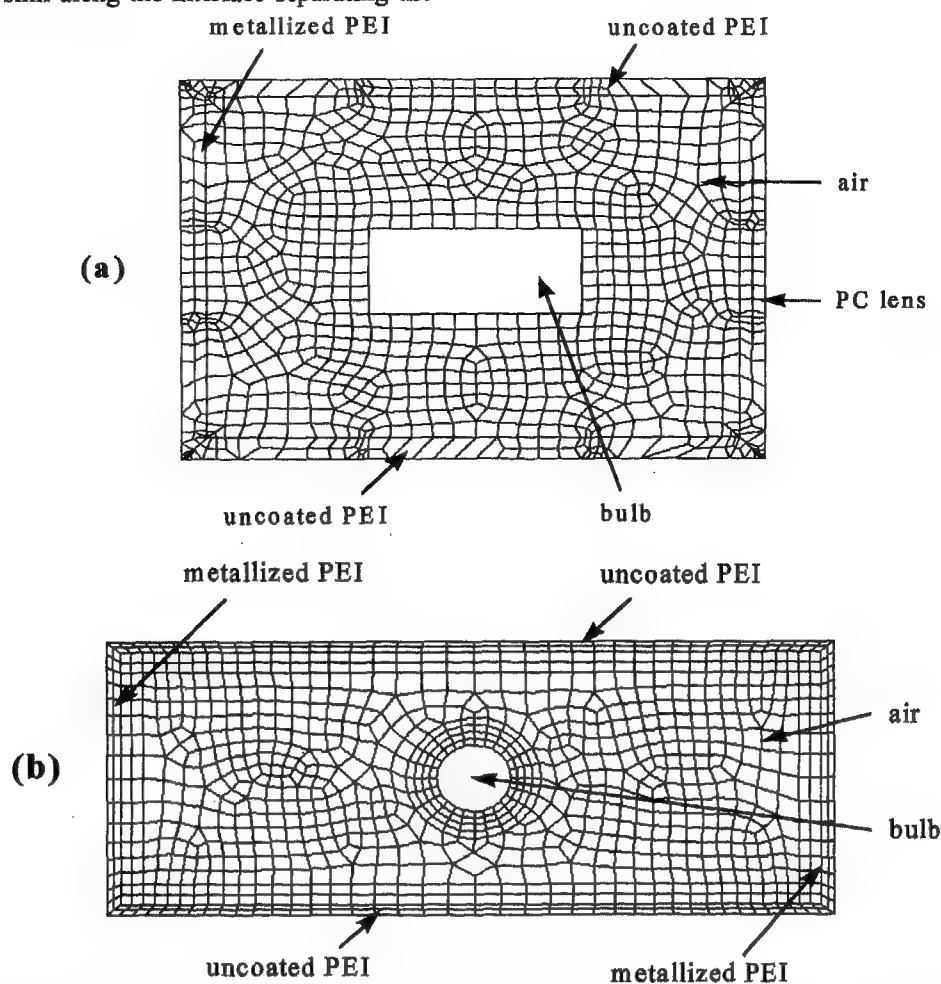 metallized PEI
uncoated PEI
air
(a)
PC lens
uncoated PEI
bulb
metallized PEI
uncoated PEI
air
(b)
bulb
uncoated PEI
metallized PEI